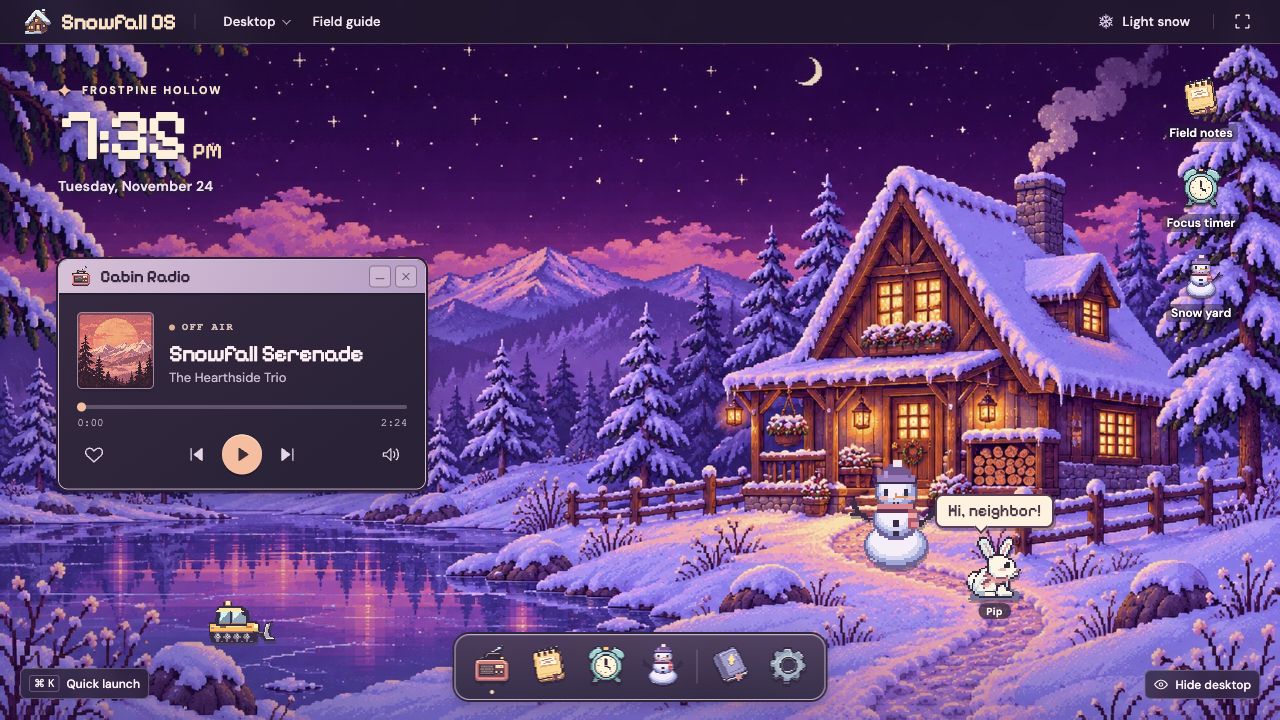 Snowfall OS
Desktop
Field guide
Light snow
FROSTPINE HOLLOW
7:39 PM
Tuesday, November 24
Field notes
Focus timer
Snow yard
Cabin Radio
OFF AIR
Snowfall Serenade
The Hearthside Trio
0:00
2:24
Hi, neighbor!
Pip
⌘ K Quick launch
Hide desktop